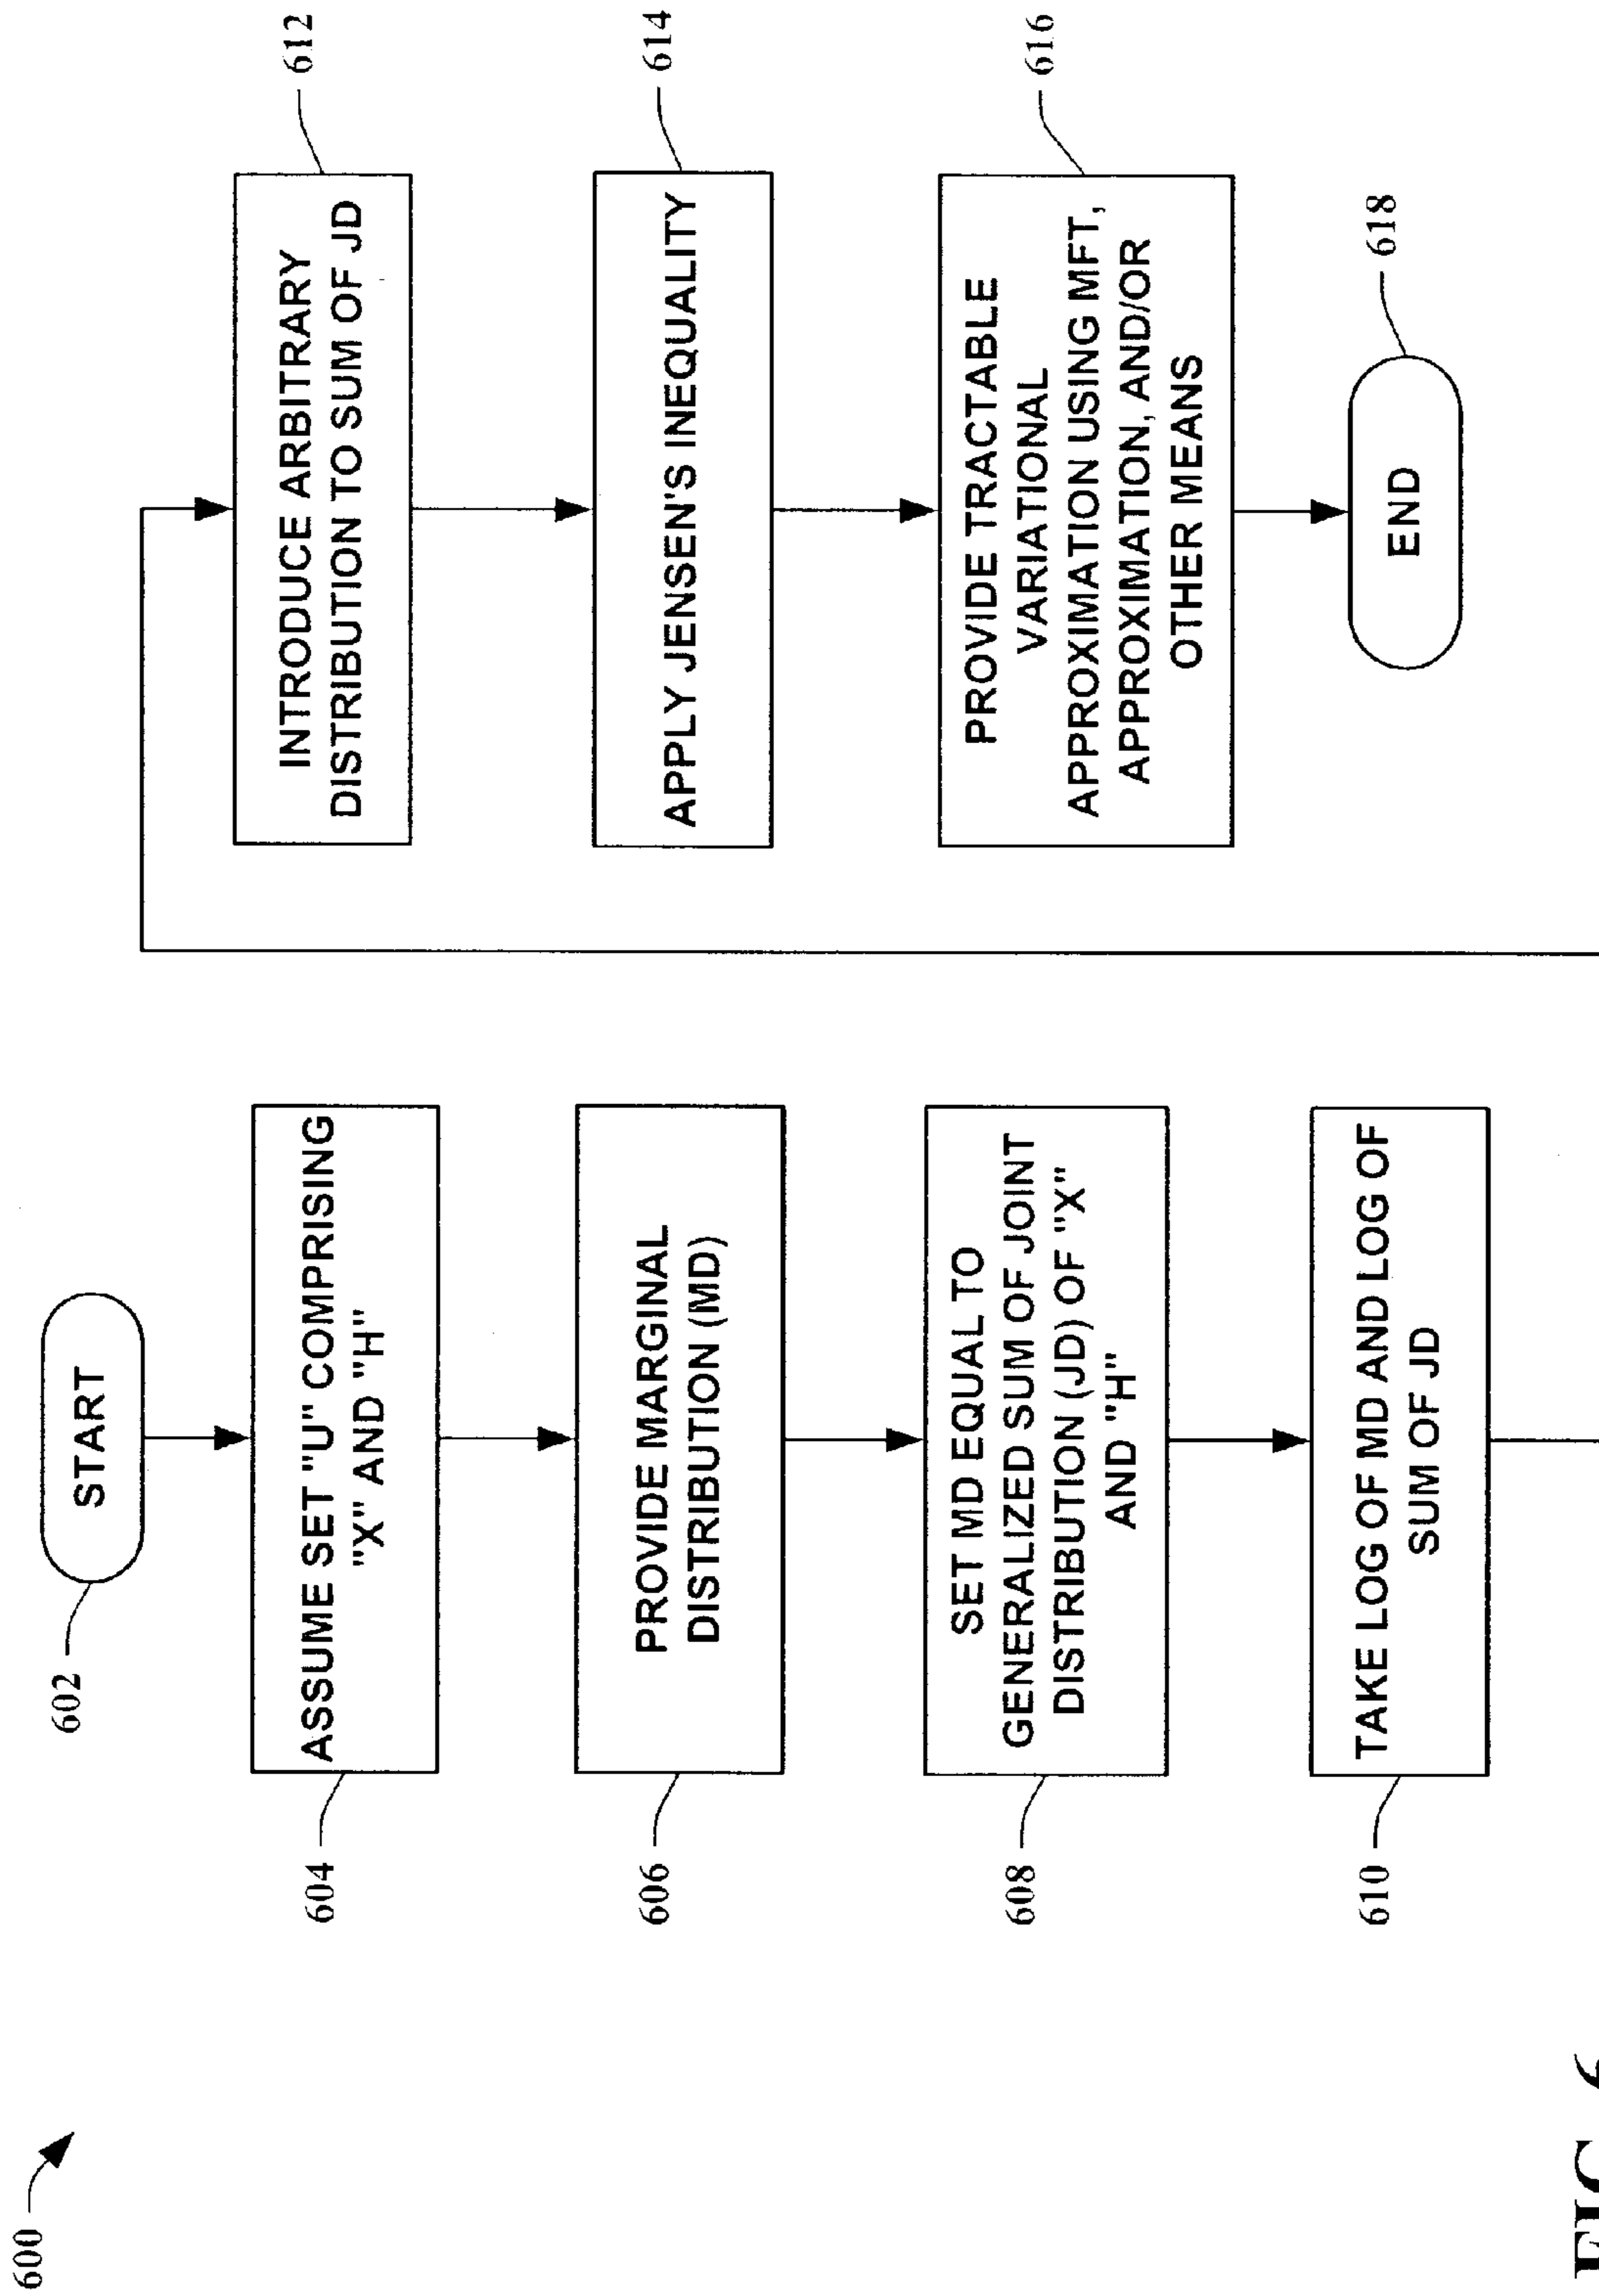 600
602
START
604
ASSUME SET "U" COMPRISING
"X" AND "H"
606
PROVIDE MARGINAL
DISTRIBUTION (MD)
608
SET MD EQUAL TO
GENERALIZED SUM OF JOINT
DISTRIBUTION (JD) OF "X"
AND "H"
610
TAKE LOG OF MD AND LOG OF
SUM OF JD
612
INTRODUCE ARBITRARY
DISTRIBUTION TO SUM OF JD
614
APPLY JENSEN'S INEQUALITY
616
PROVIDE TRACTABLE
VARIATIONAL
APPROXIMATION USING MFT,
APPROXIMATION, AND/OR
OTHER MEANS
618
END
FIG. 6